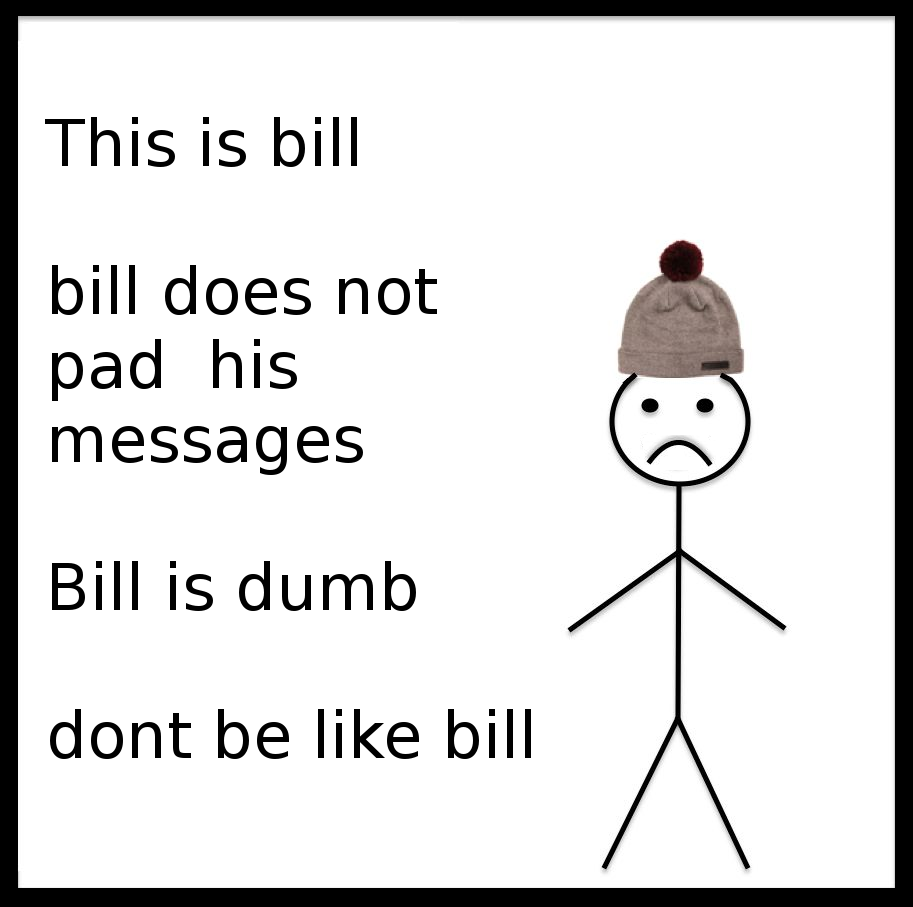 This is bill
bill does not
pad  his
messages
Bill is dumb
dont be like bill